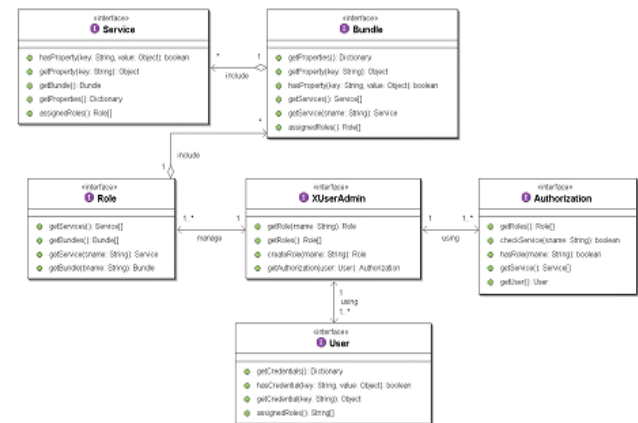 «interface»
Service
hasProperty(key: String, value: Object): boolean
getProperty(key: String): Object
getBundle(): Bundle
getProperties(): Dictionary
assignedRoles(): Role[]
«interface»
Bundle
getProperties(): Dictionary
getProperty(key: String): Object
hasProperty(key: String, value: Object): boolean
getServices(): Service[]
getService(sname: String): Service
assignedRoles(): Role[]
*
1
include
*
include
1
«interface»
Role
getServices(): Service[]
getBundles(): Bundle[]
getService(sname: String): Service
getBundle(bname: String): Bundle
1..*
1
manage
«interface»
XUserAdmin
getRole(rname: String): Role
getRoles(): Role[]
createRole(rname: String): Role
getAuthorization(user: User): Authorization
1
1..*
using
«interface»
Authorization
getRoles(): Role[]
checkService(sname: String): boolean
hasRole(rname: String): boolean
getService(): Service[]
getUser(): User
1
using
1..*
«interface»
User
getCredentials(): Dictionary
hasCredential(key: String, value: Object): boolean
getCredential(key: String): Object
assignedRoles(): String[]